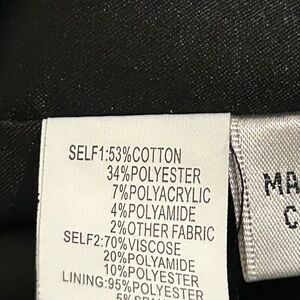 SELF1:53%COTTON
34%POLYESTER
7%POLYACRYLIC
4%POLYAMIDE
2%OTHER FABRIC
SELF2:70%VISCOSE
20%POLYAMIDE
10%POLYESTER
LINING:95%POLYESTER
5%
MA
C